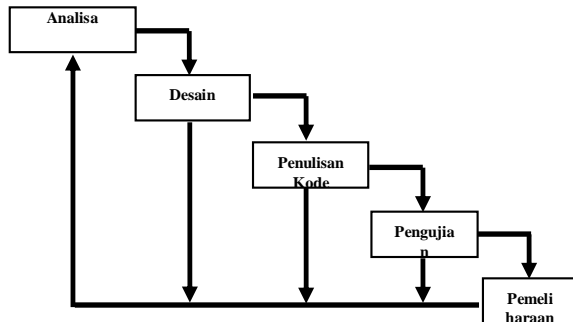 Analisa
Desain
Penulisan
Kode
Pengujia
n
Pemeli
haraan